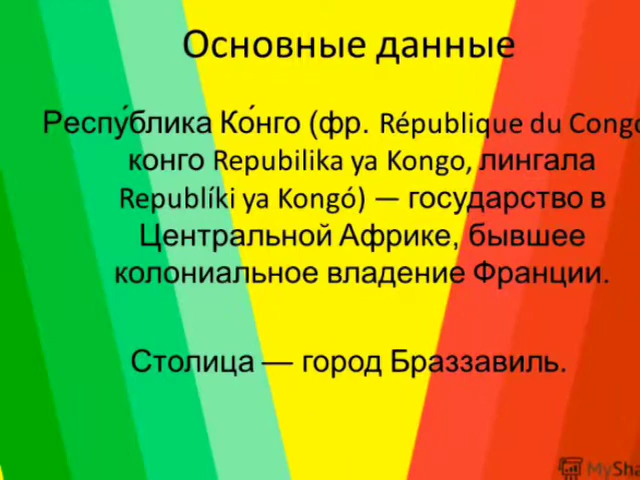 Основные данные
Респу́блика Ко́нго (фр. République du Congo
конго Repubilika ya Kongo, лингала
Republíki ya Kongó) — государство в
Центральной Африке, бывшее
колониальное владение Франции.
Столица — город Браззавиль.
MySha